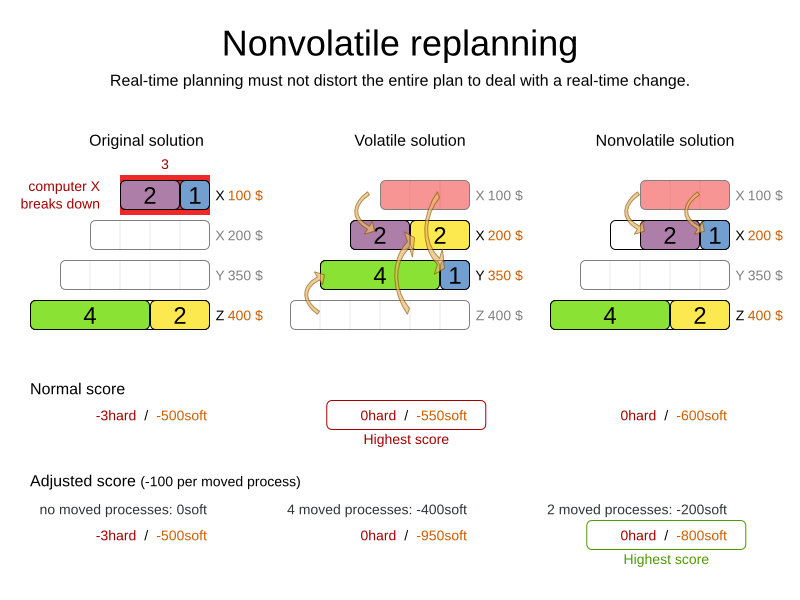 Nonvolatile replanning
Real-time planning must not distort the entire plan to deal with a real-time change.
Original solution
Volatile solution
Nonvolatile solution
3
computer X
breaks down
2 1 X 100 $
X 200 $
Y 350 $
4 2 Z 400 $
X 100 $
2 2 X 200 $
4 1 Y 350 $
Z 400 $
X 100 $
2 1 X 200 $
Y 350 $
4 2 Z 400 $
Normal score
-3hard / -500soft
0hard / -550soft
Highest score
0hard / -600soft
Adjusted score (-100 per moved process)
no moved processes: 0soft
-3hard / -500soft
4 moved processes: -400soft
0hard / -950soft
2 moved processes: -200soft
0hard / -800soft
Highest score